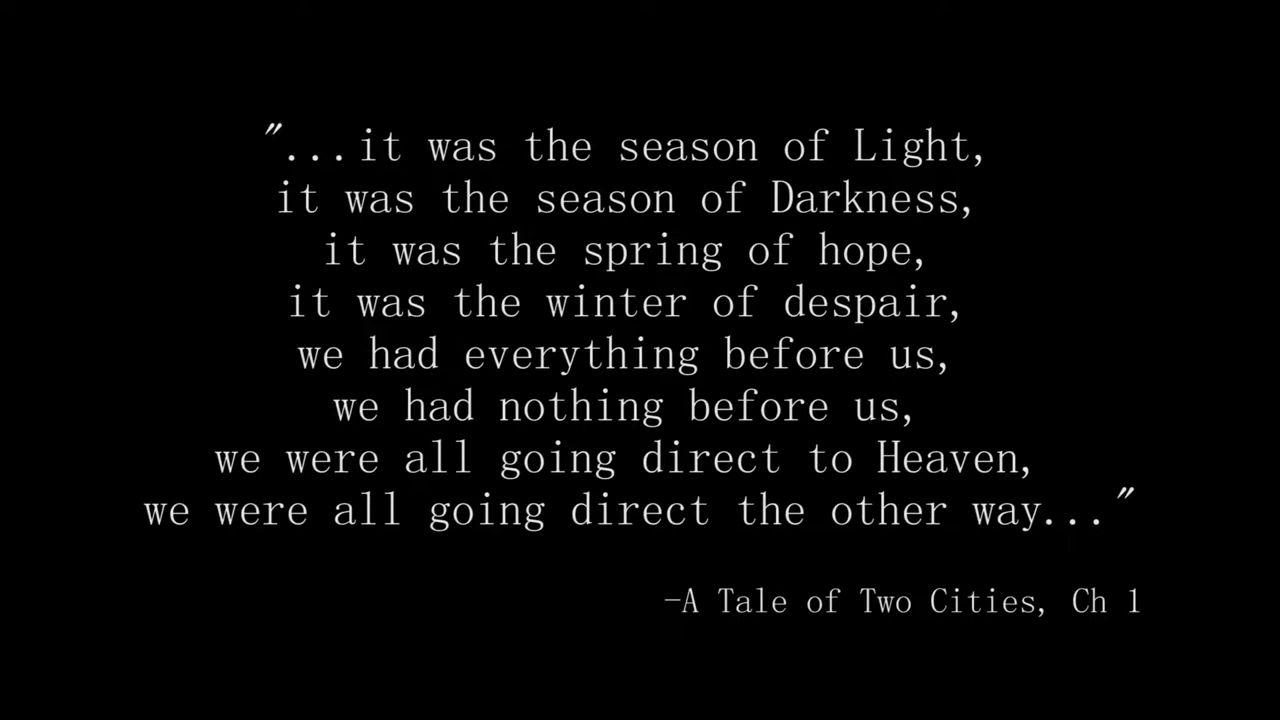 "...it was the season of Light,
it was the season of Darkness,
it was the spring of hope,
it was the winter of despair,
we had everything before us,
we had nothing before us,
we were all going direct to Heaven,
we were all going direct the other way..."
-A Tale of Two Cities, Ch 1